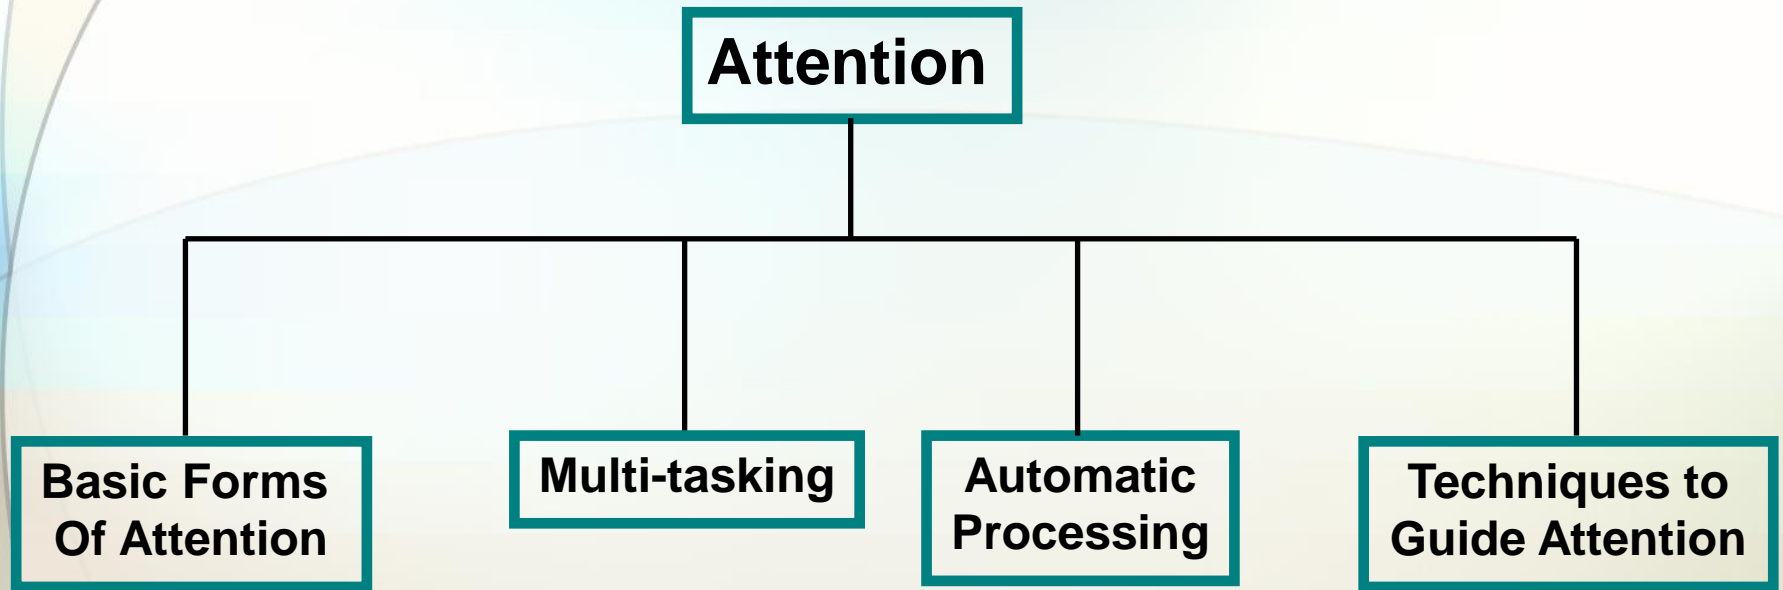 Attention
Basic Forms
Of Attention
Multi-tasking
Automatic
Processing
Techniques to
Guide Attention